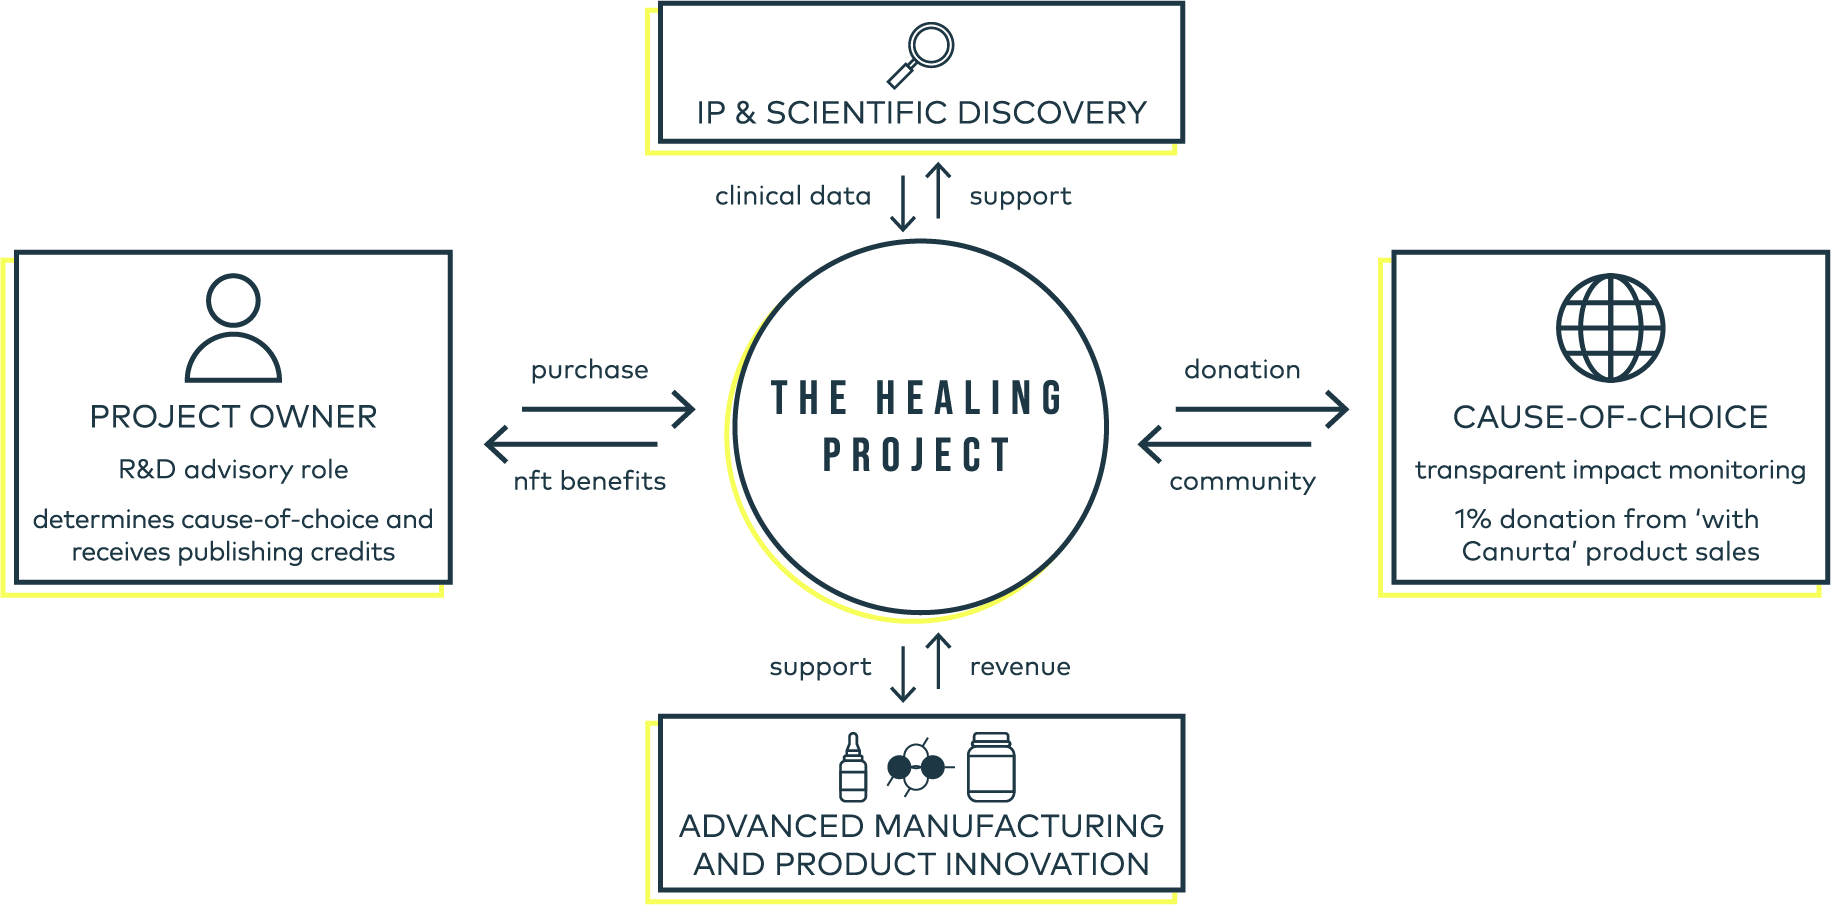 IP & SCIENTIFIC DISCOVERY
clinical data
support
PROJECT OWNER
R&D advisory role
determines cause-of-choice and
receives publishing credits
purchase
nft benefits
THE HEALING
PROJECT
donation
community
CAUSE-OF-CHOICE
transparent impact monitoring
1% donation from ‘with
Canurta’ product sales
support
revenue
ADVANCED MANUFACTURING
AND PRODUCT INNOVATION